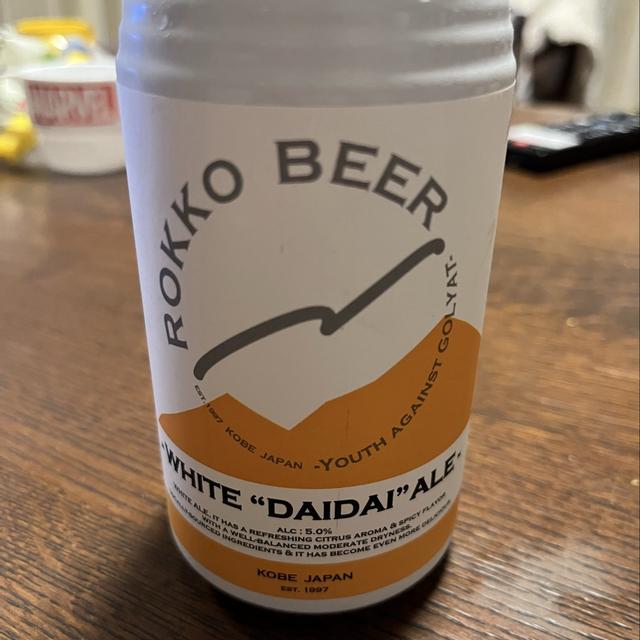 MARVEL
ROKKO BEER
EST. 1997 KOBE JAPAN -YOUTH AGAINST GOLYAT-
-WHITE "DAIDAI" ALE-
ALC : 5.0%
WHITE ALE; IT HAS A REFRESHING CITRUS AROMA & SPICY FLAVOR
WITH A WELL-BALANCED MODERATE DRYNESS.
SOURCED INGREDIENTS & IT HAS BECOME EVEN MORE DELICIOUS.
KOBE JAPAN
EST. 1997